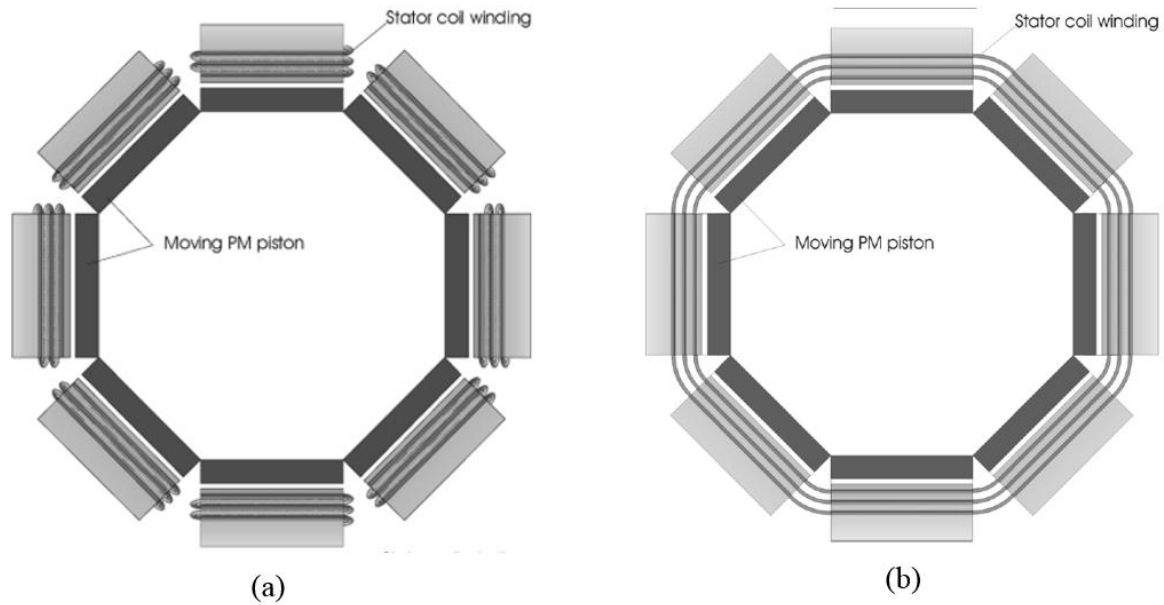 Stator coil winding
Moving PM piston
(a)
Stator coil winding
Moving PM piston
(b)